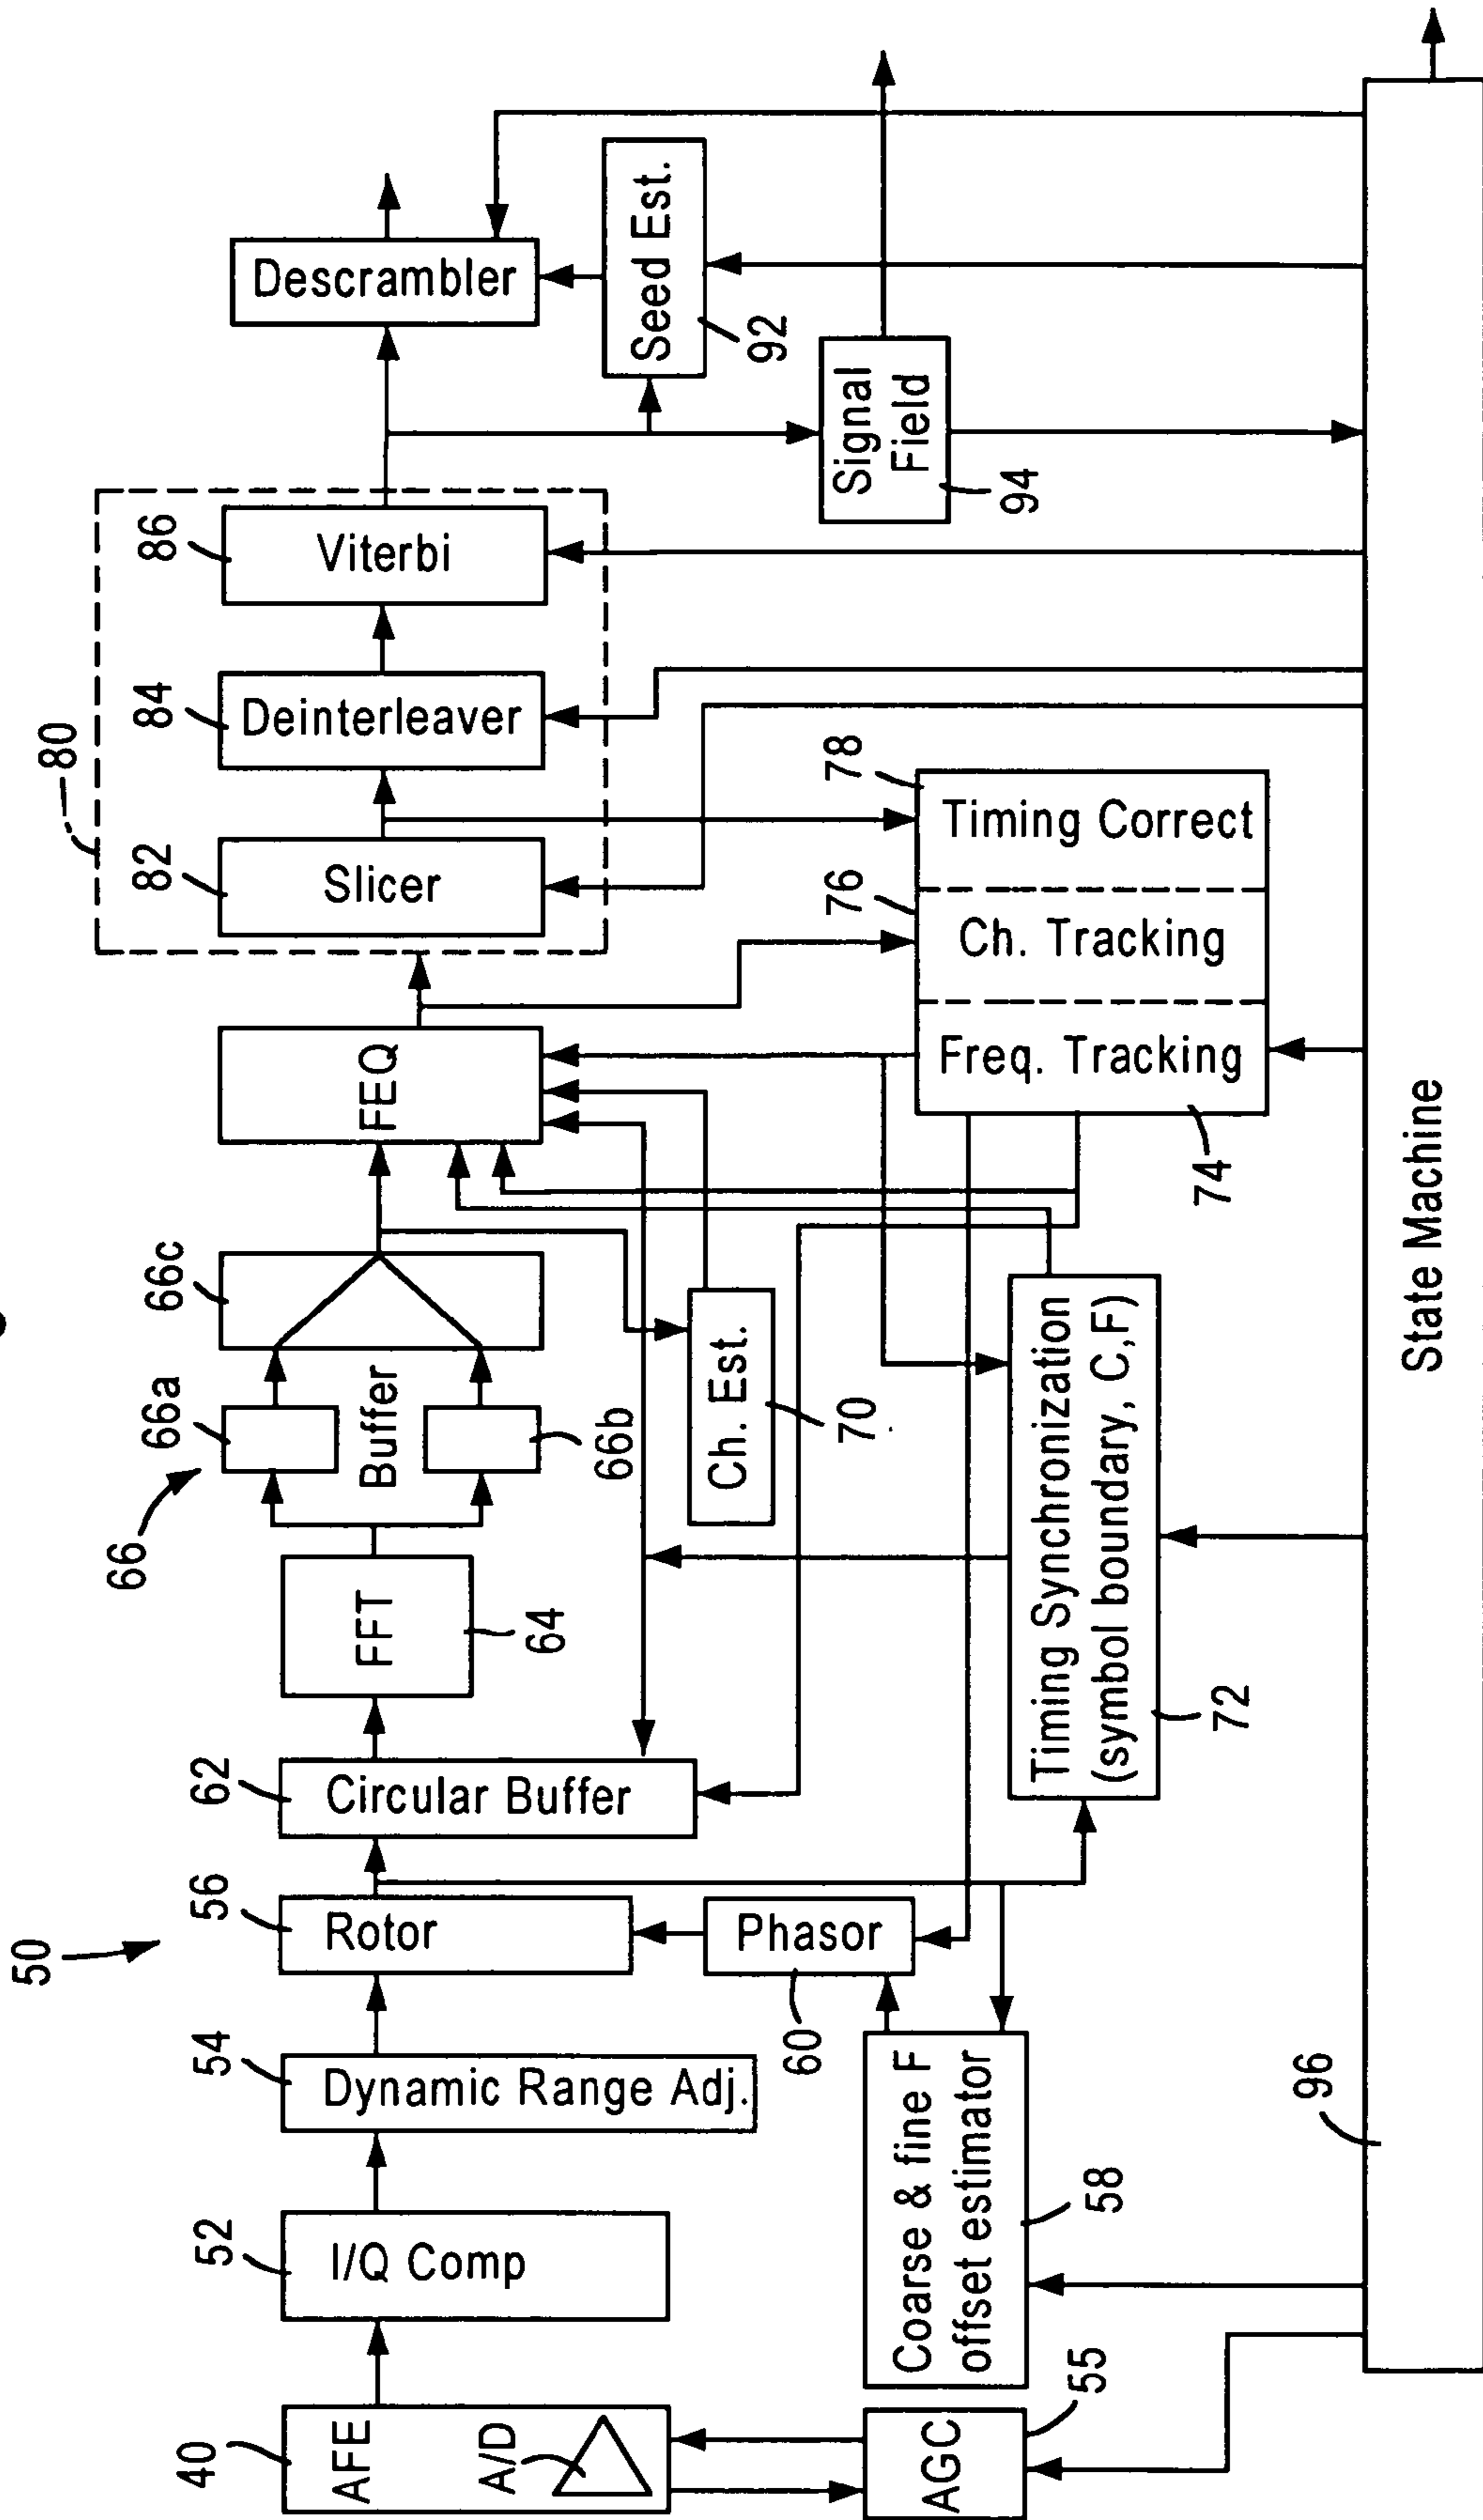 50
40
AFE
A/D
52
I/Q Comp
54
Dynamic Range Adj.
56
Rotor
62
Circular Buffer
FFT
64
66
66a
Buffer
66b
66c
FEQ
80
82
Slicer
84
Deinterleaver
86
Viterbi
Descrambler
Seed Est.
92
Signal
Field
94
AGC
55
Coarse & fine F
offset estimator
58
Phasor
60
Ch. Est.
70
Timing Synchronization
(symbol boundary, C,F)
72
Freq. Tracking
74
Ch. Tracking
76
Timing Correct
78
96
State Machine